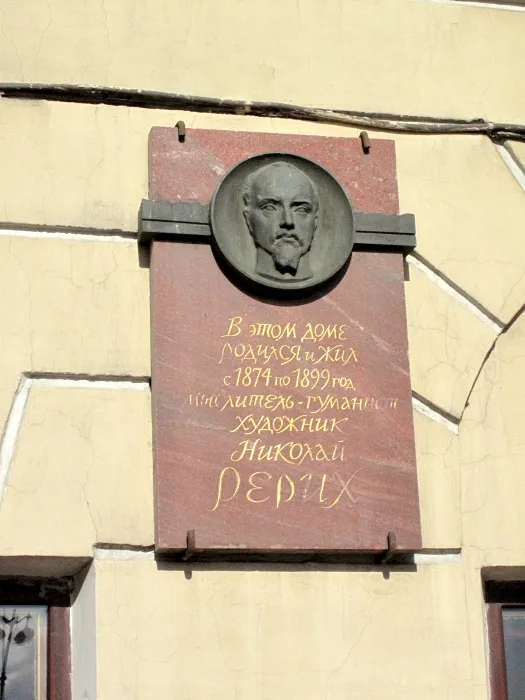 В этом доме
родился и жил
с 1874 по 1899 год
мыслитель-гуманист
художник
Николай
Рерих